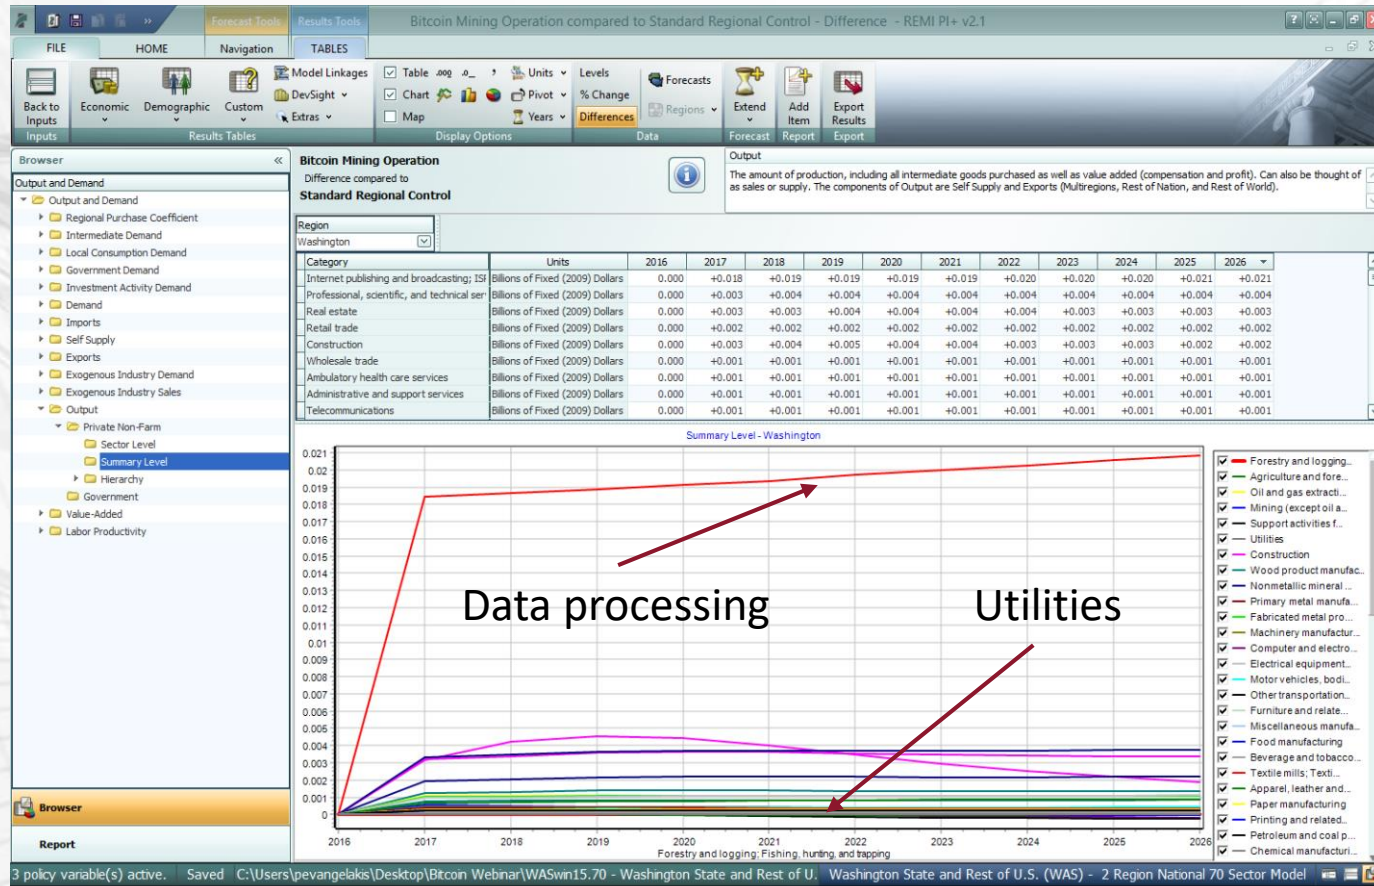 Forecast Tools Results Tools Bitcoin Mining Operation compared to Standard Regional Control - Difference - REMI PI+ v2.1
FILE HOME Navigation TABLES
Back to Inputs
Economic
Demographic
Custom
Model Linkages
DevSight
Extras
Table
Chart
Map
Units
Pivot
Years
Levels
% Change
Differences
Forecasts
Regions
Extend
Add Item
Export Results
Inputs Results Tables Display Options Data Forecast Report Export
Browser «
Output and Demand
Output and Demand
Regional Purchase Coefficient
Intermediate Demand
Local Consumption Demand
Government Demand
Investment Activity Demand
Demand
Imports
Self Supply
Exports
Exogenous Industry Demand
Exogenous Industry Sales
Output
Private Non-Farm
Sector Level
Summary Level
Hierarchy
Government
Value-Added
Labor Productivity
Browser
Report
Bitcoin Mining Operation
Difference compared to
Standard Regional Control
Output
The amount of production, including all intermediate goods purchased as well as value added (compensation and profit). Can also be thought of
as sales or supply. The components of Output are Self Supply and Exports (Multiregions, Rest of Nation, and Rest of World).
Region
Washington
Category Units 2016 2017 2018 2019 2020 2021 2022 2023 2024 2025 2026
Internet publishing and broadcasting; ISP Billions of Fixed (2009) Dollars 0.000 +0.018 +0.019 +0.019 +0.019 +0.019 +0.020 +0.020 +0.020 +0.021 +0.021
Professional, scientific, and technical ser Billions of Fixed (2009) Dollars 0.000 +0.003 +0.004 +0.004 +0.004 +0.004 +0.004 +0.004 +0.004 +0.004 +0.004
Real estate Billions of Fixed (2009) Dollars 0.000 +0.003 +0.003 +0.004 +0.004 +0.004 +0.004 +0.003 +0.003 +0.003 +0.003
Retail trade Billions of Fixed (2009) Dollars 0.000 +0.002 +0.002 +0.002 +0.002 +0.002 +0.002 +0.002 +0.002 +0.002 +0.002
Construction Billions of Fixed (2009) Dollars 0.000 +0.003 +0.004 +0.005 +0.004 +0.004 +0.003 +0.003 +0.003 +0.002 +0.002
Wholesale trade Billions of Fixed (2009) Dollars 0.000 +0.001 +0.001 +0.001 +0.001 +0.001 +0.001 +0.001 +0.001 +0.001 +0.001
Ambulatory health care services Billions of Fixed (2009) Dollars 0.000 +0.001 +0.001 +0.001 +0.001 +0.001 +0.001 +0.001 +0.001 +0.001 +0.001
Administrative and support services Billions of Fixed (2009) Dollars 0.000 +0.001 +0.001 +0.001 +0.001 +0.001 +0.001 +0.001 +0.001 +0.001 +0.001
Telecommunications Billions of Fixed (2009) Dollars 0.000 +0.001 +0.001 +0.001 +0.001 +0.001 +0.001 +0.001 +0.001 +0.001 +0.001
Summary Level - Washington
0.021
0.02
0.019
0.018
0.017
0.016
0.015
0.014
0.013
0.012
0.011
0.01
0.009
0.008
0.007
0.006
0.005
0.004
0.003
0.002
0.001
0
Data processing
Utilities
2016 2017 2018 2019 2020 2021 2022 2023 2024 2025 2026
Forestry and logging; Fishing, hunting, and trapping
Forestry and logging...
Agriculture and fore...
Oil and gas extracti...
Mining (except oil a...
Support activities f...
Utilities
Construction
Wood product manufac...
Nonmetallic mineral ...
Primary metal manufa...
Fabricated metal pro...
Machinery manufactur...
Computer and electro...
Electrical equipment...
Motor vehicles, bodi...
Other transportation...
Furniture and relate...
Miscellaneous manufa...
Food manufacturing
Beverage and tobacco...
Textile mills; Texti...
Apparel, leather and...
Paper manufacturing
Printing and related...
Petroleum and coal p...
Chemical manufacturi...
3 policy variable(s) active. Saved C:\Users\pevangelakis\Desktop\Bitcoin Webinar\WASwin15.70 - Washington State and Rest of U. Washington State and Rest of U.S. (WAS) - 2 Region National 70 Sector Model